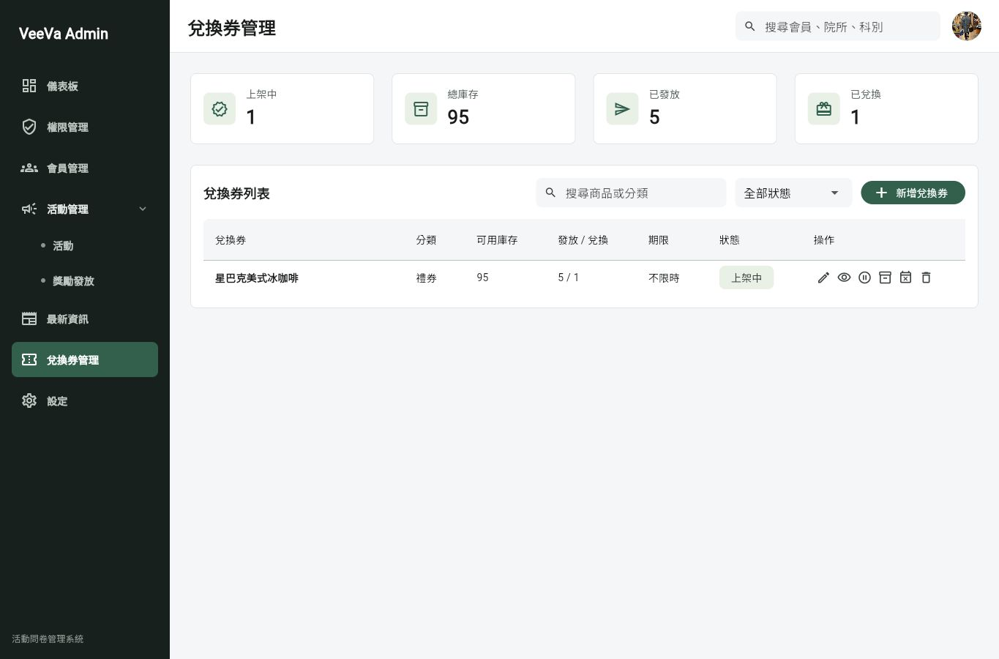 VeeVa Admin
儀表板
權限管理
會員管理
活動管理
活動
獎勵發放
最新資訊
兌換券管理
設定
活動問卷管理系統
兌換券管理
搜尋會員、院所、科別
上架中
1
總庫存
95
已發放
5
已兌換
1
兌換券列表
搜尋商品或分類
全部狀態
新增兌換券
兌換券 分類 可用庫存 發放 / 兌換 期限 狀態 操作
星巴克美式冰咖啡 禮券 95 5 / 1 不限時 上架中